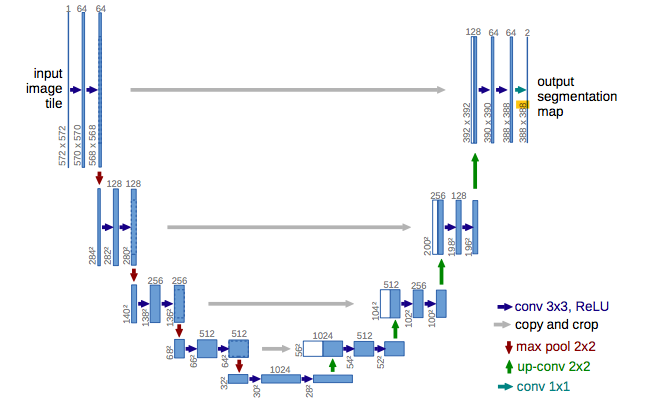 1 64 64
128 64 64 2
input
image
tile
output
segmentation
map
572 x 572
570 x 570
568 x 568
392 x 392
390 x 390
388 x 388
388 x 388
128 128
256 128
284²
282²
280²
200²
198²
196²
256 256
512 256
140²
138²
136²
104²
102²
100²
512 512
1024 512
68²
66²
64²
56²
54²
52²
1024
32²
30²
28²
conv 3x3, ReLU
copy and crop
max pool 2x2
up-conv 2x2
conv 1x1